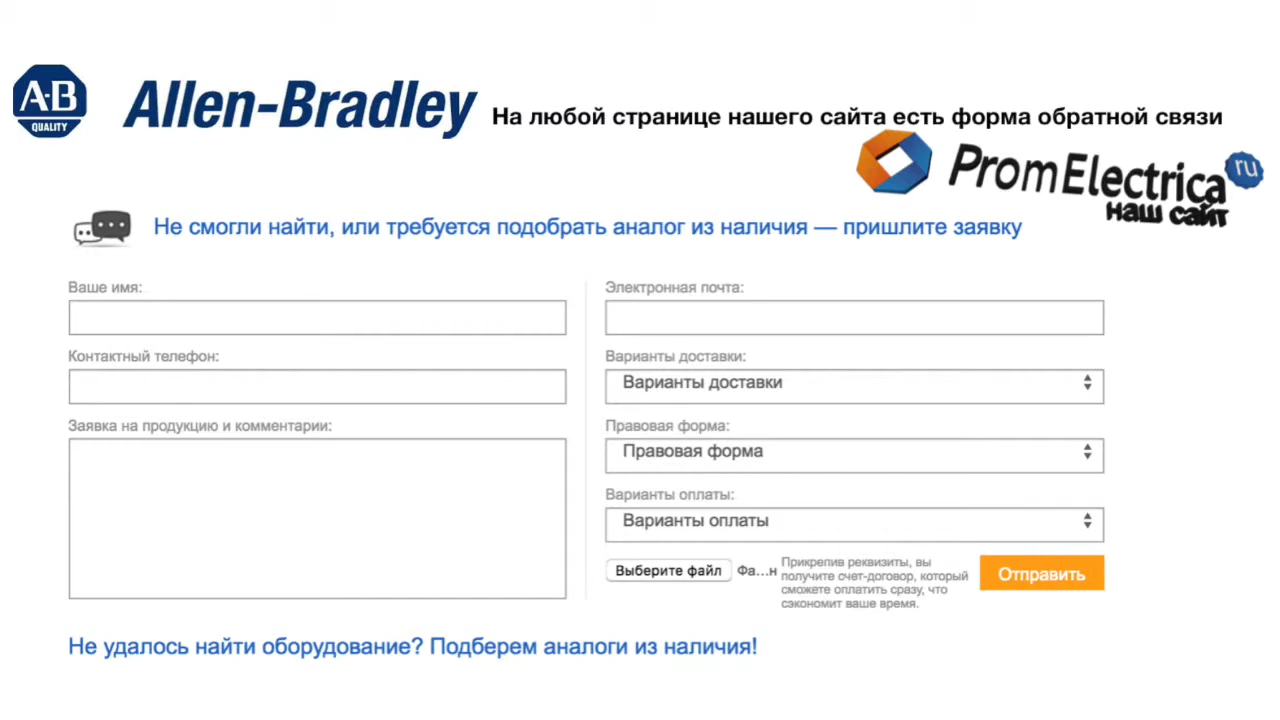 A-B
QUALITY
Allen-Bradley
На любой странице нашего сайта есть форма обратной связи
PromElectrica ru
наш сайт
Не смогли найти, или требуется подобрать аналог из наличия — пришлите заявку
Ваше имя:
Электронная почта:
Контактный телефон:
Варианты доставки:
Варианты доставки
Заявка на продукцию и комментарии:
Правовая форма:
Правовая форма
Варианты оплаты:
Варианты оплаты
Выберите файл Фа...н
Прикрепив реквизиты, вы
получите счет-договор, который
сможете оплатить сразу, что
сэкономит ваше время.
Отправить
Не удалось найти оборудование? Подберем аналоги из наличия!